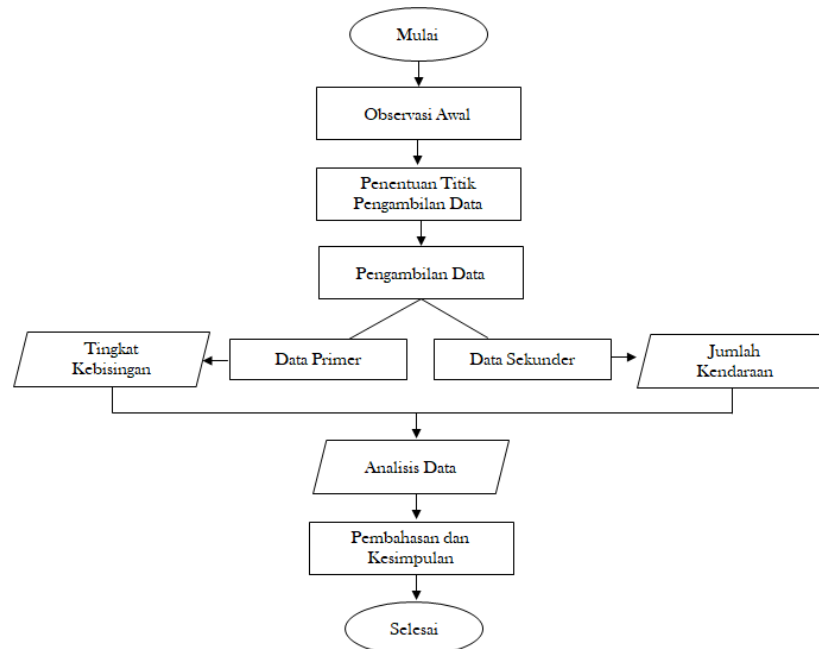 Mulai
Observasi Awal
Penentuan Titik
Pengambilan Data
Pengambilan Data
Tingkat
Kebisingan
Data Primer
Data Sekunder
Jumlah
Kendaraan
Analisis Data
Pembahasan dan
Kesimpulan
Selesai